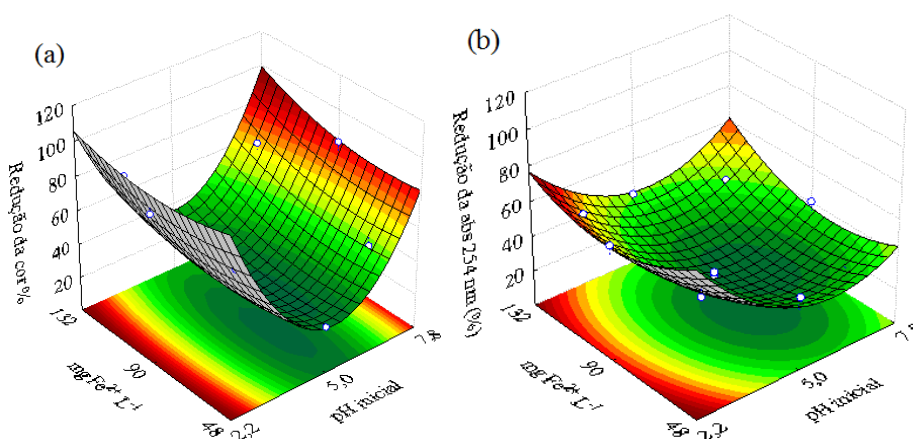 (a)
Redução da cor%
120
100
80
60
40
20
132
90
48
mg Fe2+ L-1
2,2
5,0
7,8
pH inicial
(b)
Redução da abs 254 nm (%)
120
100
80
60
40
20
132
90
48
mg Fe2+ L-1
2,2
5,0
pH inicial